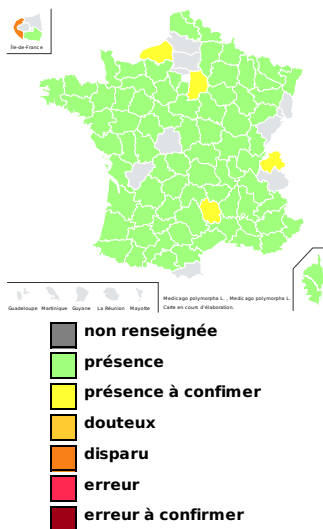 Île-de-France
Guadeloupe Martinique Guyane La Réunion Mayotte
Medicago polymorpha L. , Medicago polymorpha L.
Carte en cours d'élaboration.
non renseignée
présence
présence à confimer
douteux
disparu
erreur
erreur à confirmer